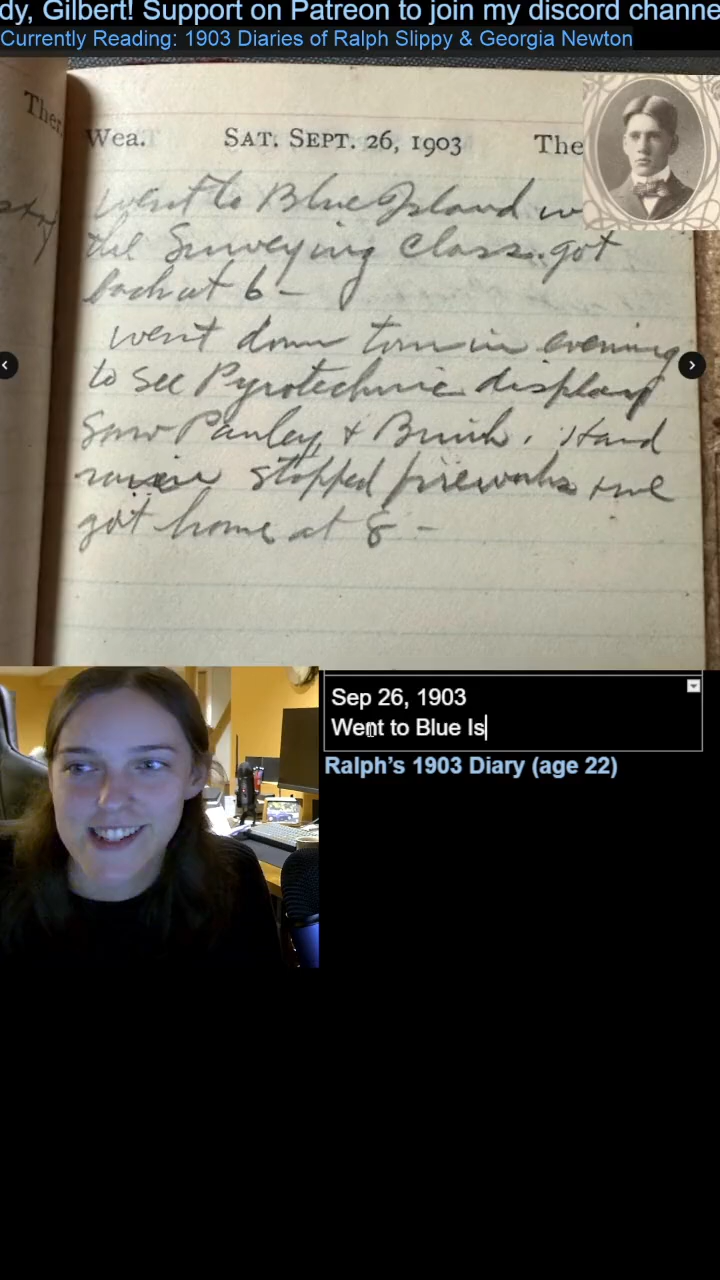 dy, Gilbert! Support on Patreon to join my discord channe
Currently Reading: 1903 Diaries of Ralph Slippy & Georgia Newton
Ther.
Wea. SAT. SEPT. 26, 1903 The
went to Blue Island w
the Surveying Class. got
back at 6 –
went down town in evening
to see Pyrotechnic display
Saw Pauley & Hard
stopped fireworks & we
got home at 8 –
Sep 26, 1903
Went to Blue Is
Ralph's 1903 Diary (age 22)